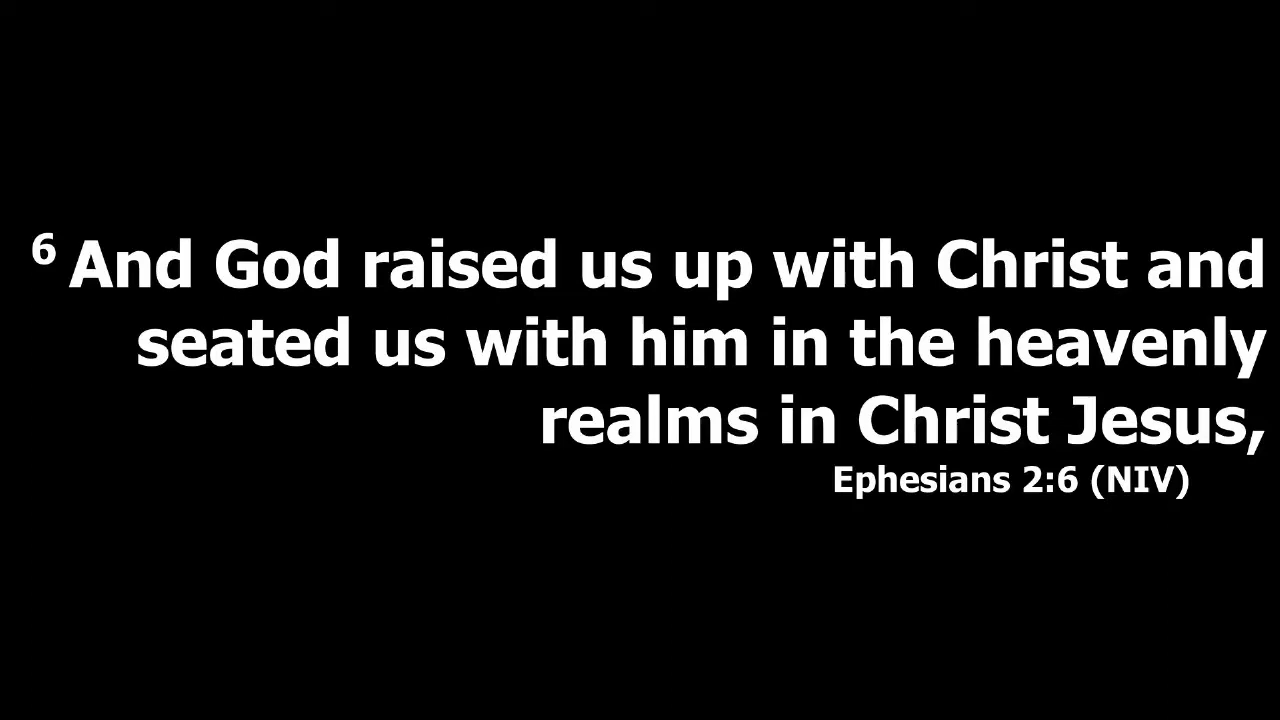 6 And God raised us up with Christ and
seated us with him in the heavenly
realms in Christ Jesus,
Ephesians 2:6 (NIV)